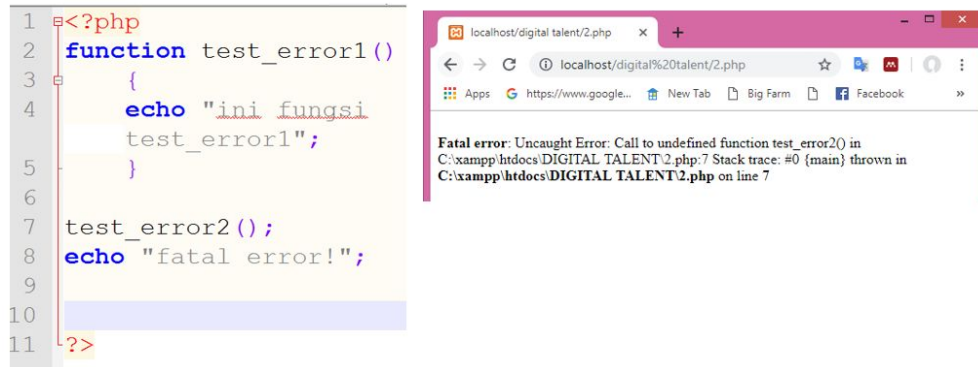 1 <?php
2 function test_error1()
3 {
4 echo "ini fungsi
test_error1";
5 }
6
7 test_error2();
8 echo "fatal error!";
9
10
11 ?>
localhost/digital talent/2.php
localhost/digital%20talent/2.php
Apps https://www.google... New Tab Big Farm Facebook »
Fatal error: Uncaught Error: Call to undefined function test_error2() in
C:\xampp\htdocs\DIGITAL TALENT\2.php:7 Stack trace: #0 {main} thrown in
C:\xampp\htdocs\DIGITAL TALENT\2.php on line 7